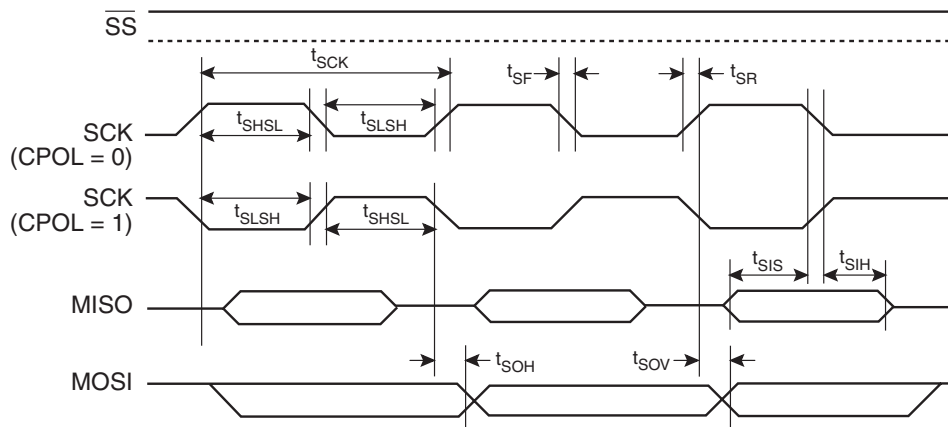 SS
tSCK
tSF
tSR
SCK
(CPOL = 0)
tSHSL
tSLSH
SCK
(CPOL = 1)
tSLSH
tSHSL
tSIS
tSIH
MISO
tSOH
tSOV
MOSI